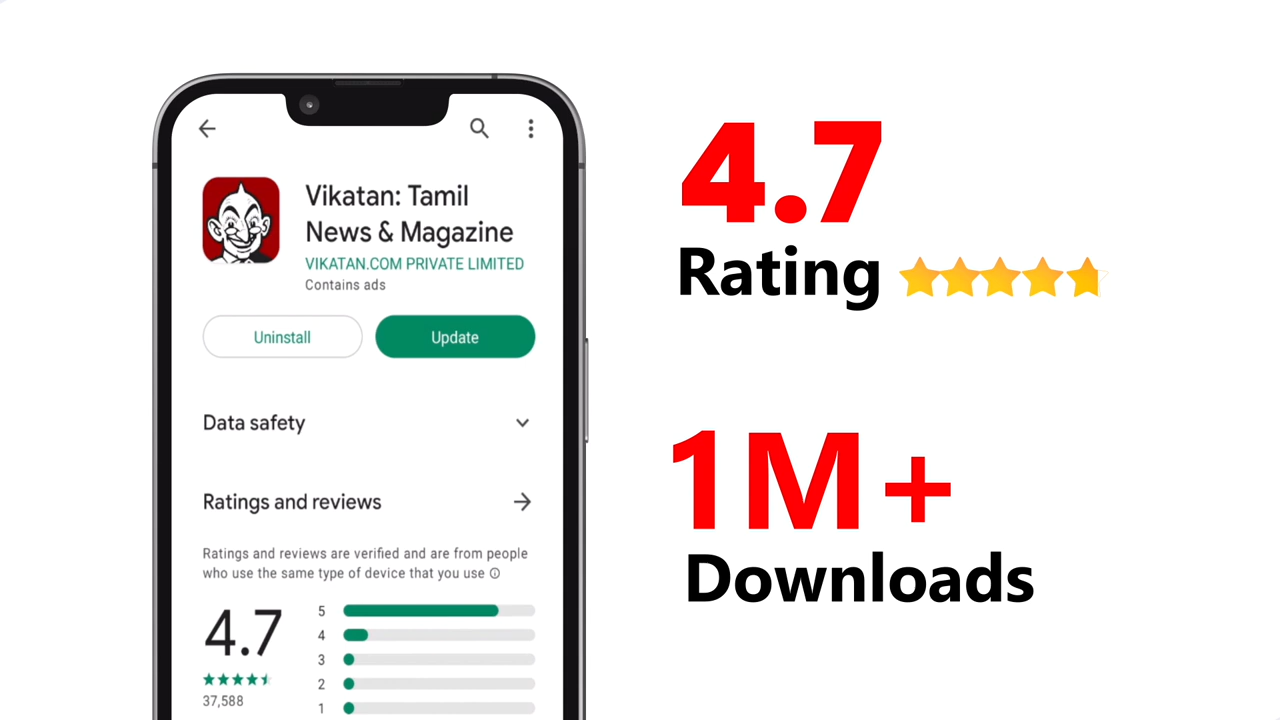 Vikatan: Tamil
News & Magazine
VIKATAN.COM PRIVATE LIMITED
Contains ads
Uninstall
Update
Data safety
Ratings and reviews
Ratings and reviews are verified and are from people
who use the same type of device that you use
4.7
37,588
5
4
3
2
1
4.7
Rating
1M+
Downloads